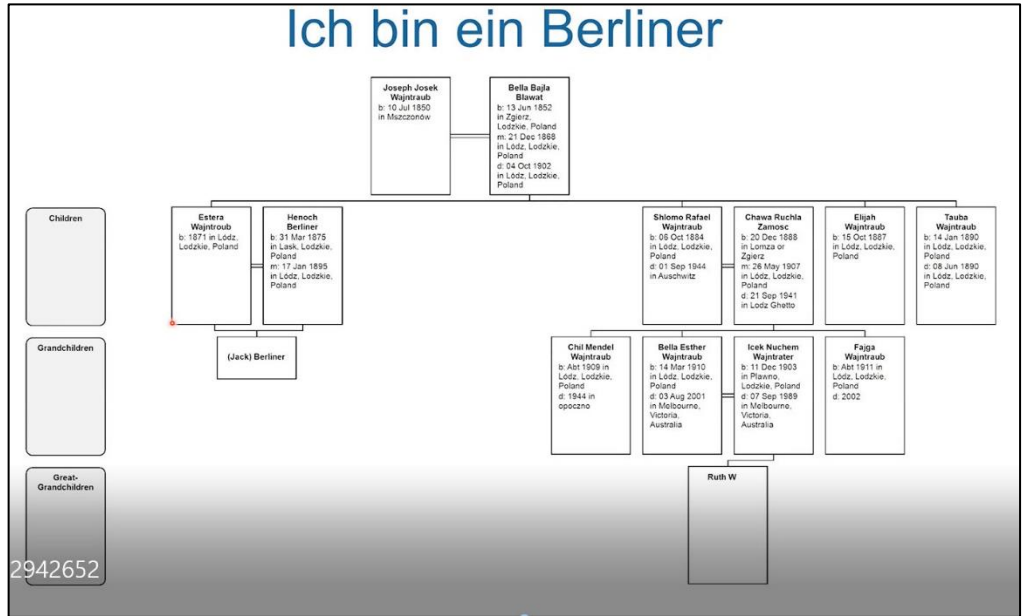 Ich bin ein Berliner
Joseph Josek
Wajntraub
b: 10 Jul 1850
in Mszczonów
Bella Bajla
Blawat
b: 13 Jun 1852
in Zgierz,
Lodzkie, Poland
m: 21 Dec 1868
in Lódz, Lodzkie,
Poland
d: 04 Oct 1902
in Lódz, Lodzkie,
Poland
Children
Estera
Wajntroub
b: 1871 in Lódz,
Lodzkie, Poland
Henoch
Berliner
b: 31 Mar 1875
in Lask, Lodzkie,
Poland
m: 17 Jan 1895
in Lódz, Lodzkie,
Poland
Shlomo Rafael
Wajntraub
b: 06 Oct 1884
in Lódz, Lodzkie,
Poland
d: 01 Sep 1944
in Auschwitz
Chawa Ruchla
Zamosc
b: 20 Dec 1888
in Lomza or
Zgierz
m: 26 May 1907
in Lódz, Lodzkie,
Poland
d: 21 Sep 1941
in Lodz Ghetto
Elijah
Wajntraub
b: 15 Oct 1887
in Lódz, Lodzkie,
Poland
Tauba
Wajntraub
b: 14 Jan 1890
in Lódz, Lodzkie,
Poland
d: 08 Jun 1890
in Lódz, Lodzkie,
Poland
Grandchildren
(Jack) Berliner
Chil Mendel
Wajntraub
b: Abt 1909 in
Lódz, Lodzkie,
Poland
d: 1944 in
opoczno
Bella Esther
Wajntraub
b: 14 Mar 1910
in Lódz, Lodzkie,
Poland
d: 03 Aug 2001
in Melbourne,
Victoria,
Australia
Icek Nuchem
Wajntrater
b: 11 Dec 1903
in Plawno,
Lodzkie, Poland
d: 07 Sep 1989
in Melbourne,
Victoria,
Australia
Fajga
Wajntraub
b: Abt 1911 in
Lódz, Lodzkie,
Poland
d: 2002
Great-
Grandchildren
Ruth W
2942652